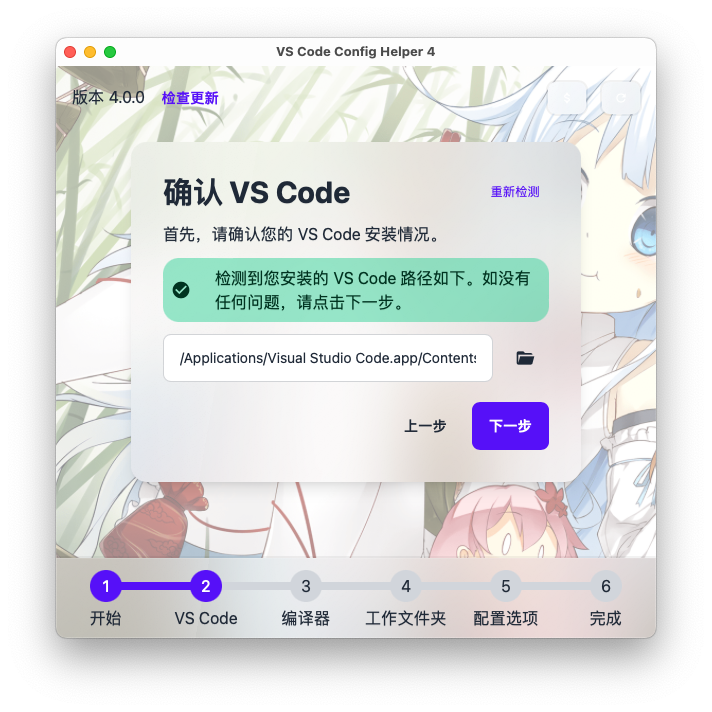 VS Code Config Helper 4
版本 4.0.0 检查更新
确认 VS Code 重新检测
首先，请确认您的 VS Code 安装情况。
检测到您安装的 VS Code 路径如下。如没有
任何问题，请点击下一步。
/Applications/Visual Studio Code.app/Contents
上一步 下一步
1 2 3 4 5 6
开始 VS Code 编译器 工作文件夹 配置选项 完成